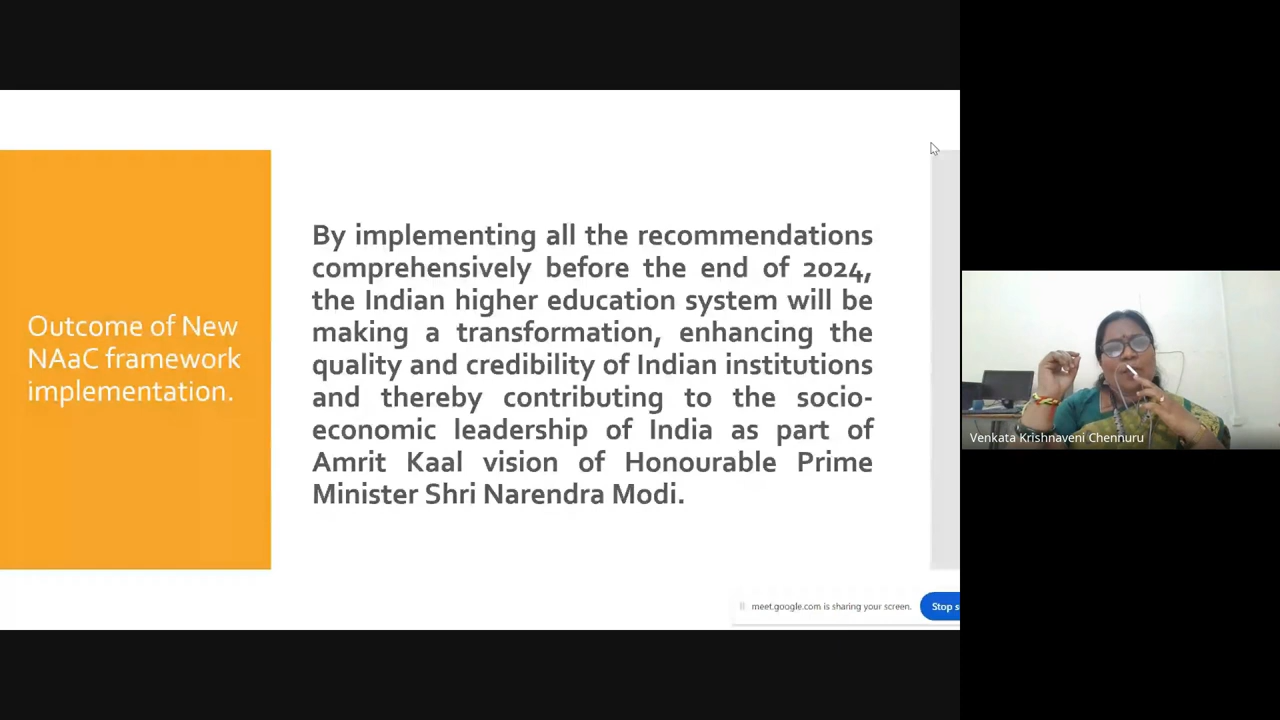 Outcome of New
NAaC framework
implementation.
By implementing all the recommendations
comprehensively before the end of 2024,
the Indian higher education system will be
making a transformation, enhancing the
quality and credibility of Indian institutions
and thereby contributing to the socio-
economic leadership of India as part of
Amrit Kaal vision of Honourable Prime
Minister Shri Narendra Modi.
Venkata Krishnaveni Chennuru
meet.google.com is sharing your screen.
Stop s